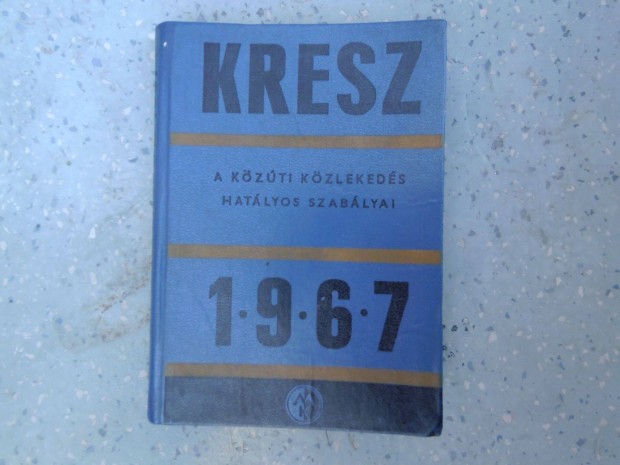 KRESZ
A KÖZÚTI KÖZLEKEDÉS
HATÁLYOS SZABÁLYAI
1·9·6·7